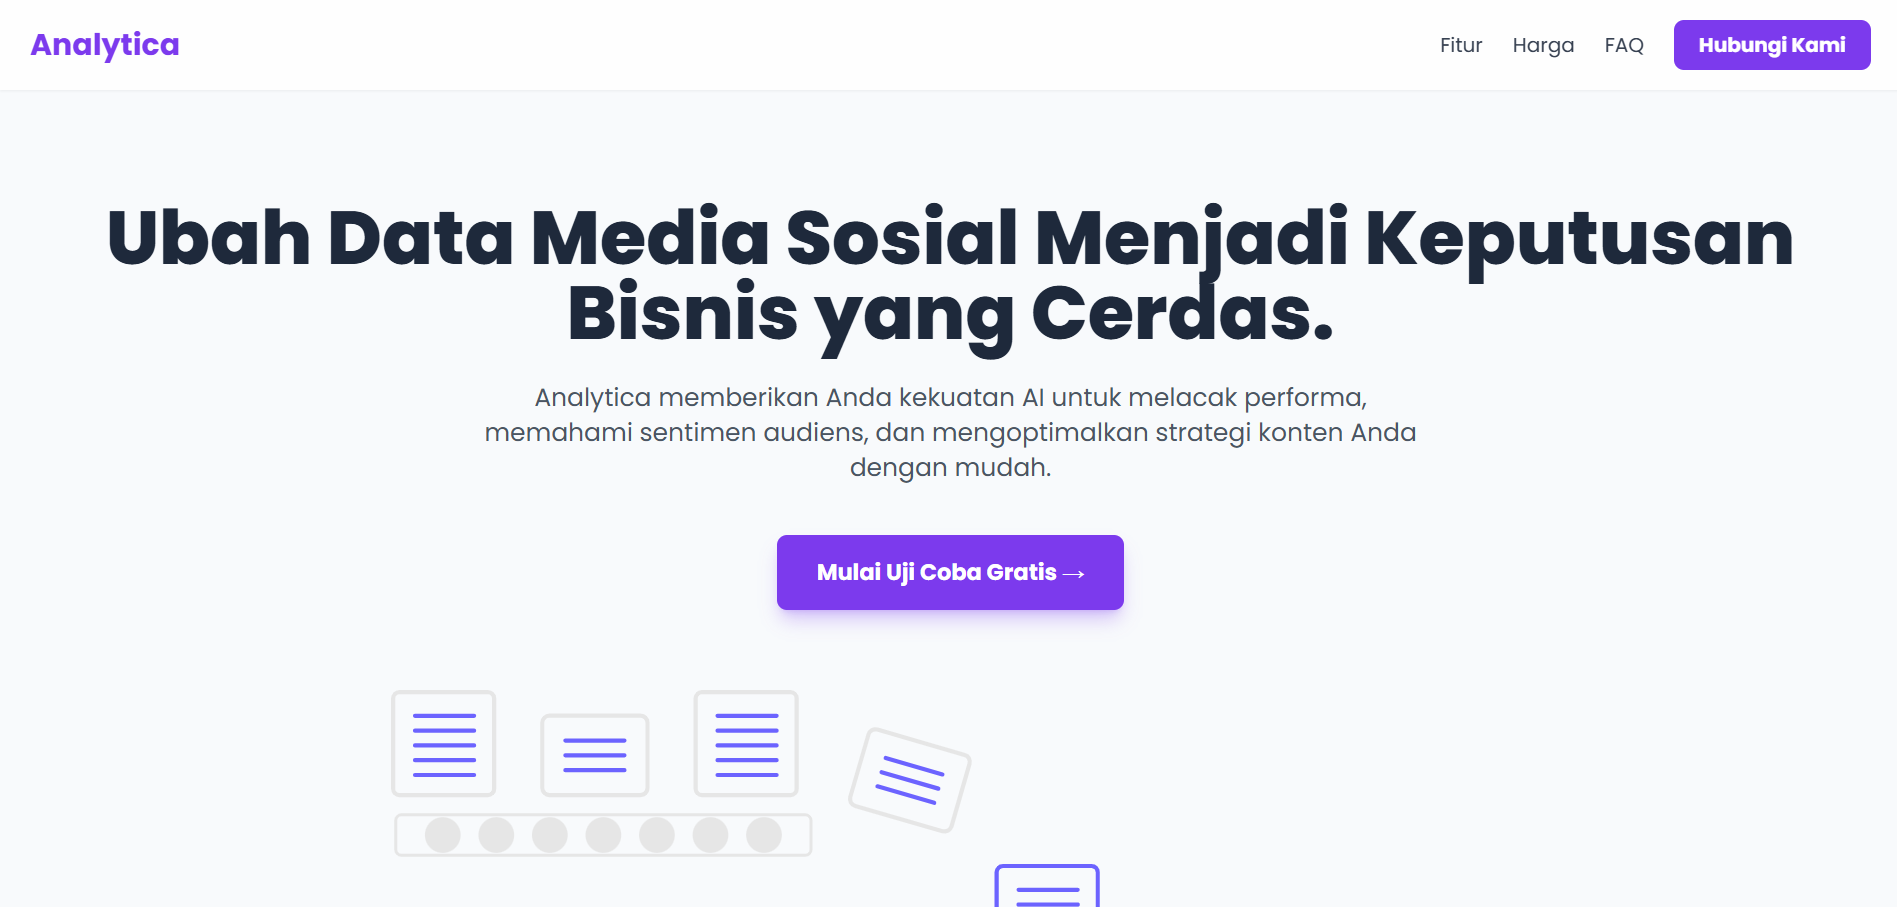 Analytica
Fitur
Harga
FAQ
Hubungi Kami
Ubah Data Media Sosial Menjadi Keputusan
Bisnis yang Cerdas.
Analytica memberikan Anda kekuatan AI untuk melacak performa,
memahami sentimen audiens, dan mengoptimalkan strategi konten Anda
dengan mudah.
Mulai Uji Coba Gratis →